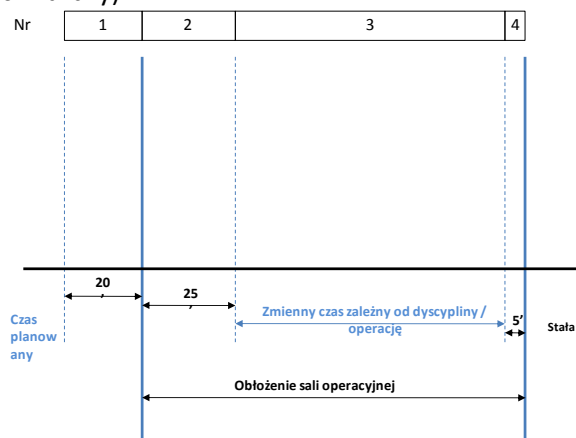 Nr 1 2 3 4
20
,
25
,
Zmienny czas zależny od dyscypliny /
operację
5’
Stała
Czas
planow
any
Obłożenie sali operacyjnej